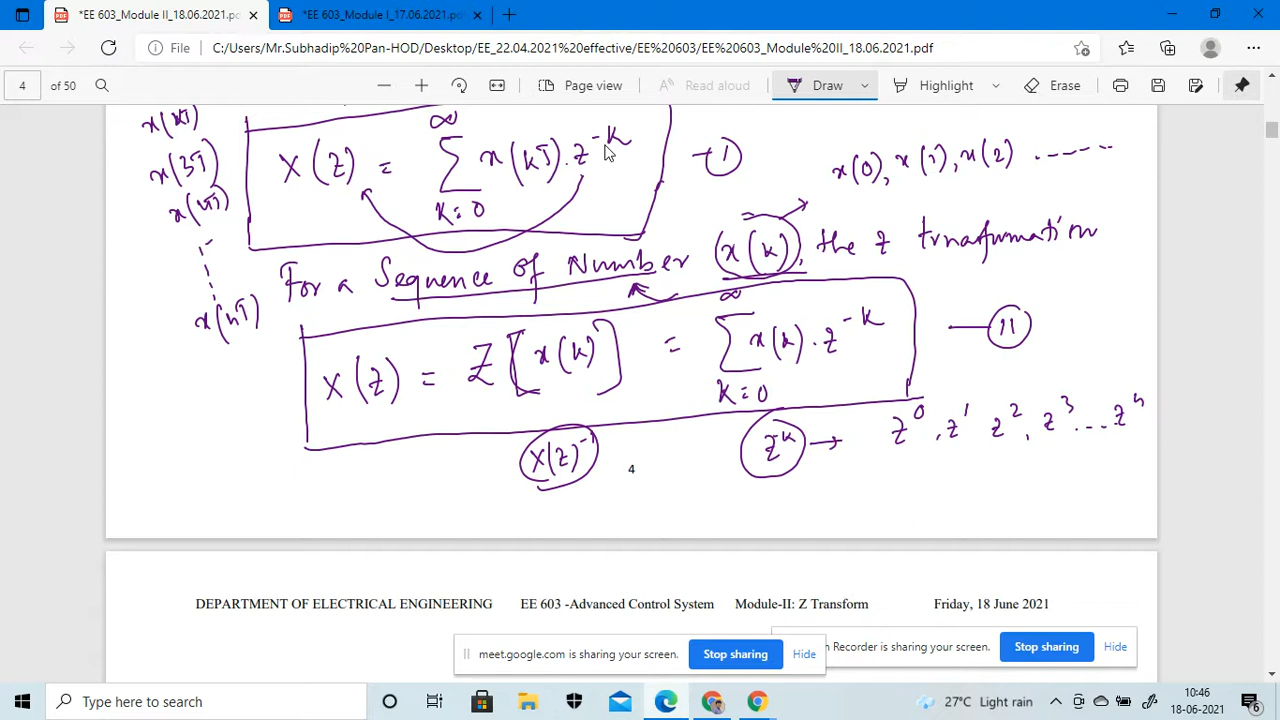 *EE 603_Module II_18.06.2021.pdf
*EE 603_Module I_17.06.2021.pdf
File C:/Users/Mr.Subhadip%20Pan-HOD/Desktop/EE_22.04.2021%20effective/EE%20603/EE%20603_Module%20II_18.06.2021.pdf
4 of 50 Page view Read aloud Draw Highlight Erase
X(Z) = ∞ Σ K=0 x(kT).z^-K — I
x(0), x(1), x(2) ------
x(3T)
x(nT)
For a Sequence of Number (x(k)), the z trnasfumation
X(Z) = Z[x(k)] = ∞ Σ K=0 x(k).z^-K — II
X(Z)^-1
z^k → z^0, z^1 z^2, z^3 ... z^n
4
DEPARTMENT OF ELECTRICAL ENGINEERING EE 603 -Advanced Control System Module-II: Z Transform Friday, 18 June 2021
meet.google.com is sharing your screen. Stop sharing Hide
Recorder is sharing your screen. Stop sharing Hide
Type here to search
27°C Light rain
10:46
18-06-2021
6